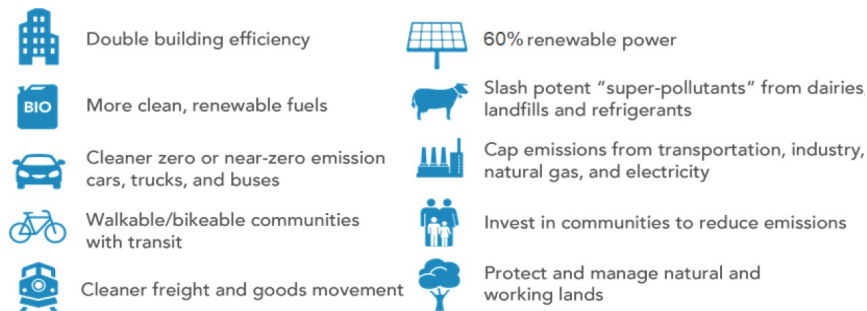 Double building efficiency
BIO
More clean, renewable fuels
Cleaner zero or near-zero emission
cars, trucks, and buses
Walkable/bikeable communities
with transit
Cleaner freight and goods movement
60% renewable power
Slash potent "super-pollutants" from dairies,
landfills and refrigerants
Cap emissions from transportation, industry,
natural gas, and electricity
Invest in communities to reduce emissions
Protect and manage natural and
working lands